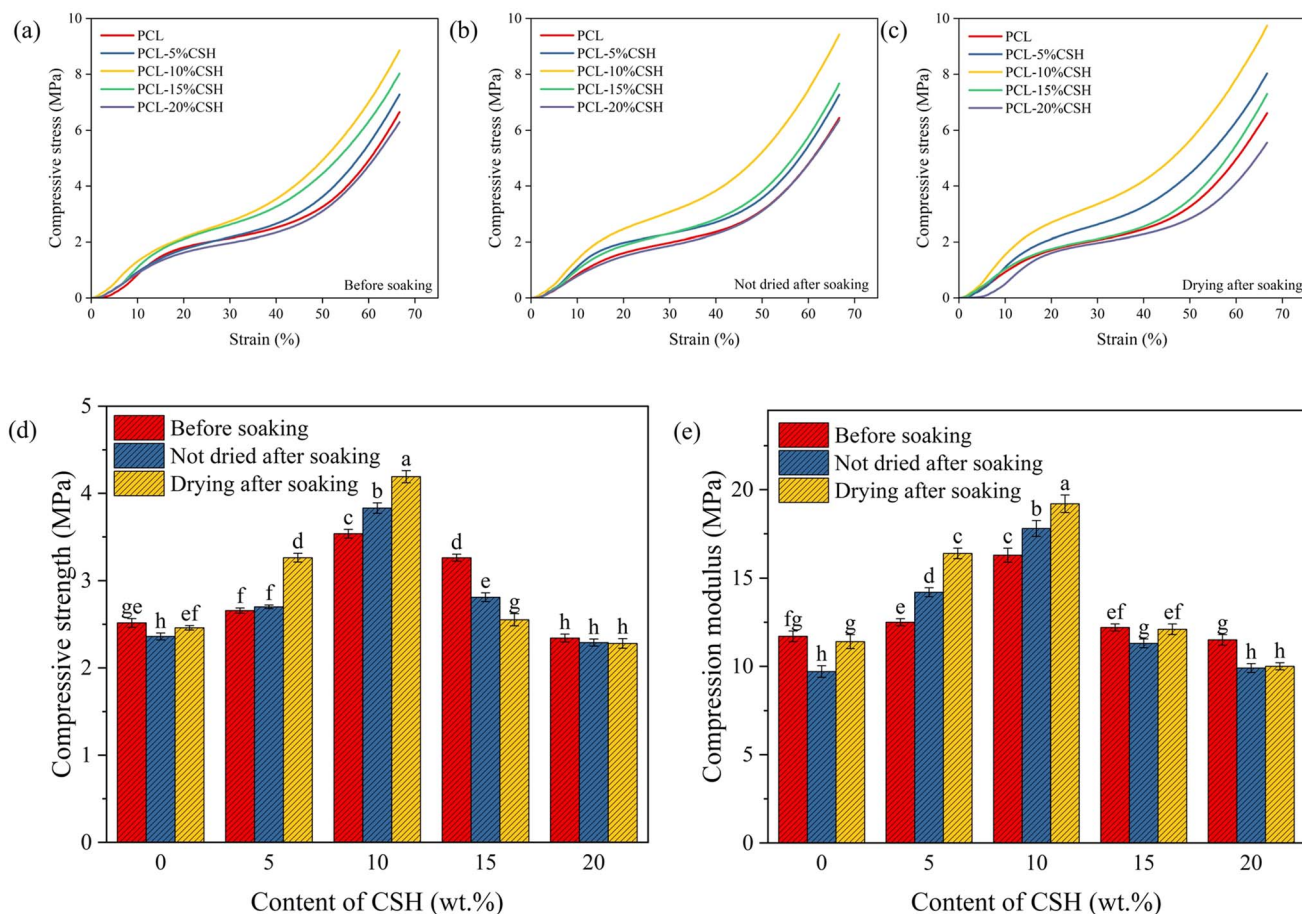 (a)
PCL
PCL-5%CSH
PCL-10%CSH
PCL-15%CSH
PCL-20%CSH
Before soaking
Compressive stress (MPa)
0
2
4
6
8
10
0 10 20 30 40 50 60 70
Strain (%)
(b)
PCL
PCL-5%CSH
PCL-10%CSH
PCL-15%CSH
PCL-20%CSH
Not dried after soaking
Compressive stress (MPa)
0
2
4
6
8
10
0 10 20 30 40 50 60 70
Strain (%)
(c)
PCL
PCL-5%CSH
PCL-10%CSH
PCL-15%CSH
PCL-20%CSH
Drying after soaking
Compressive stress (MPa)
0
2
4
6
8
10
0 10 20 30 40 50 60 70
Strain (%)
(d)
Before soaking
Not dried after soaking
Drying after soaking
Compressive strength (MPa)
0
1
2
3
4
5
ge h ef f f d c b a d e g h h h
0 5 10 15 20
Content of CSH (wt.%)
(e)
Before soaking
Not dried after soaking
Drying after soaking
Compression modulus (MPa)
0
5
10
15
20
fg h g e d c c b a ef g ef g h h
0 5 10 15 20
Content of CSH (wt.%)